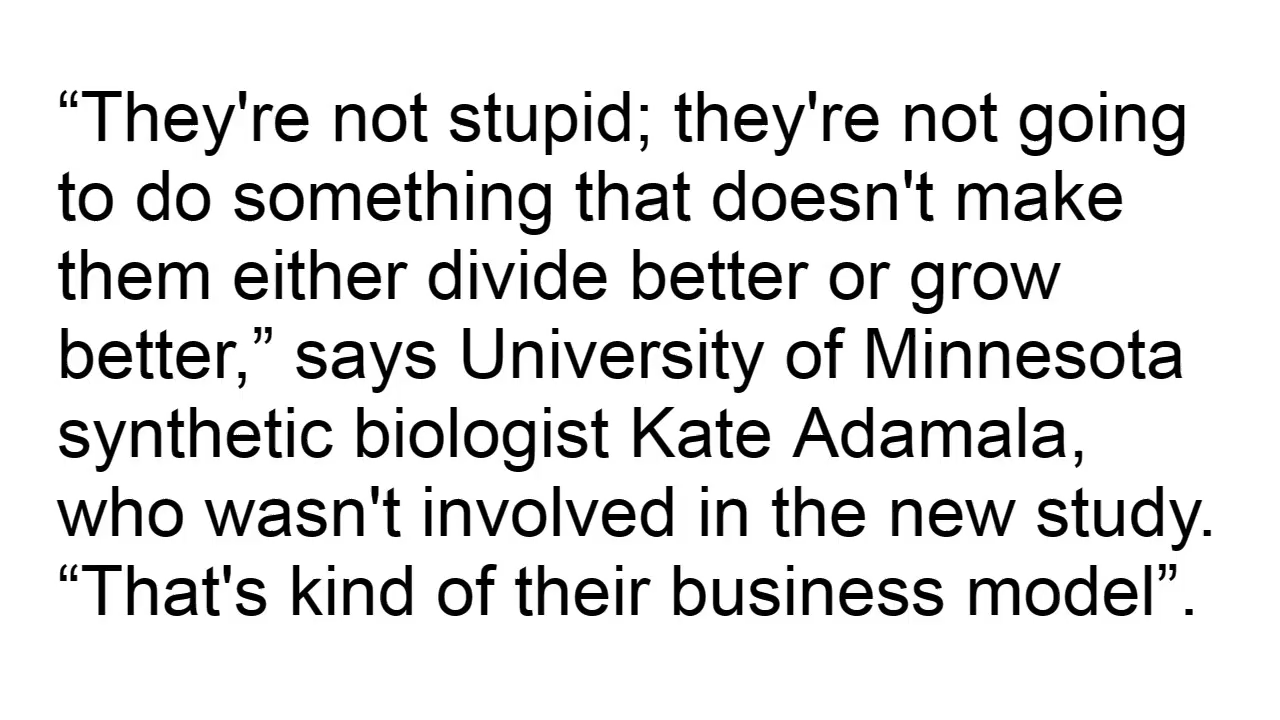 “They're not stupid; they're not going
to do something that doesn't make
them either divide better or grow
better,” says University of Minnesota
synthetic biologist Kate Adamala,
who wasn't involved in the new study.
“That's kind of their business model”.